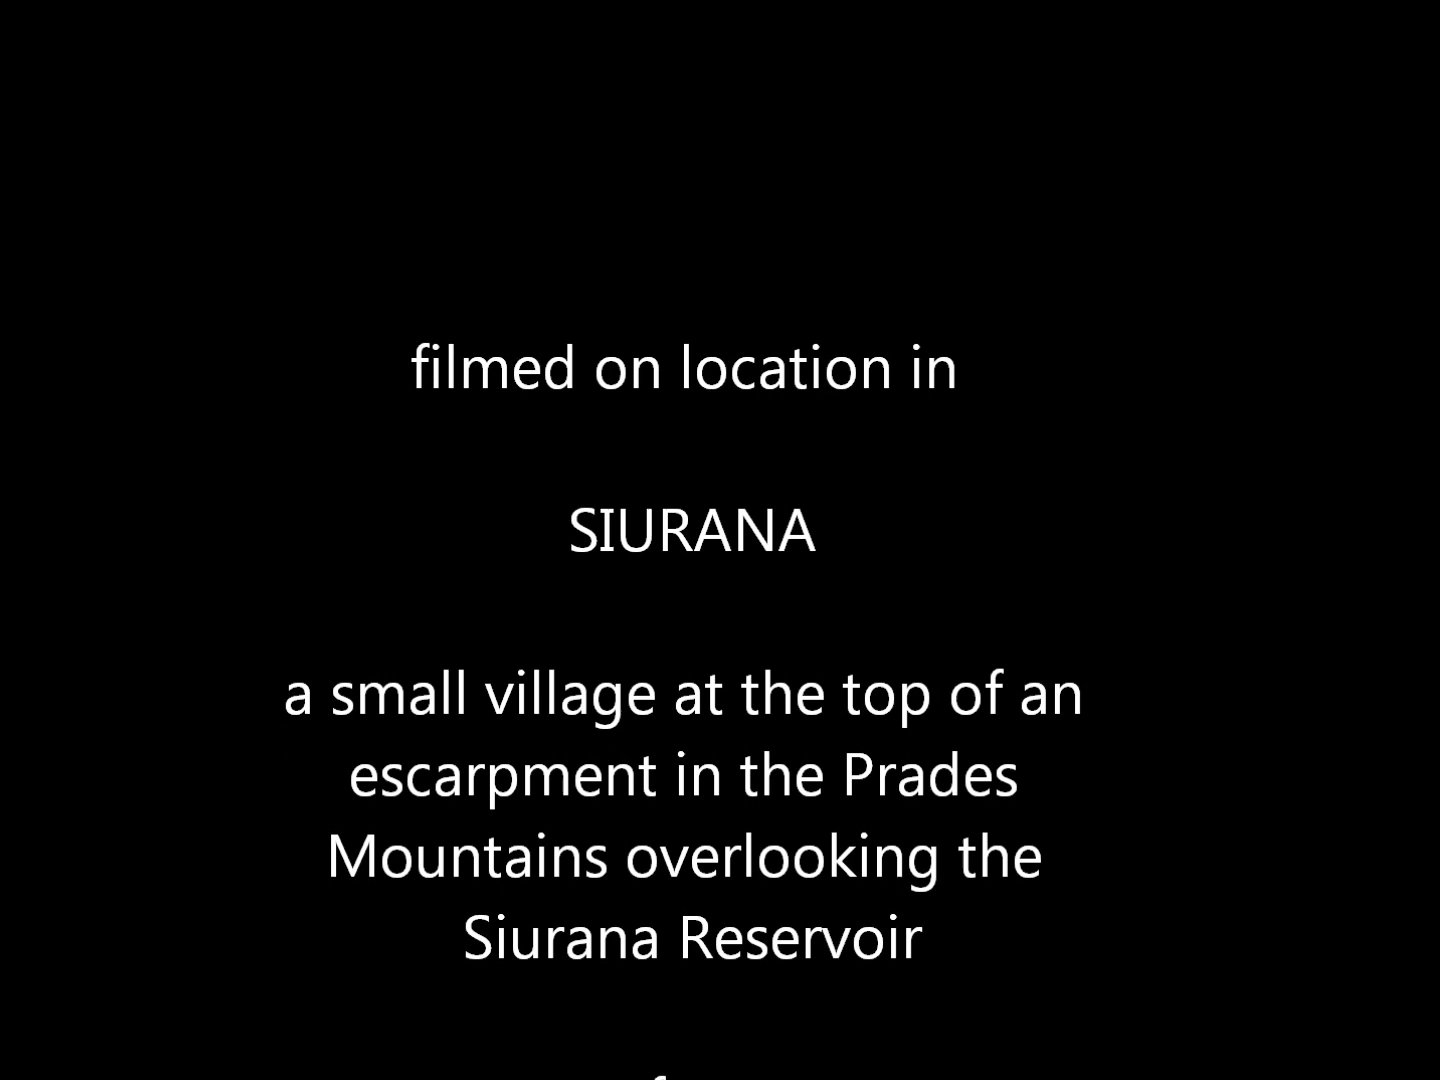 filmed on location in
SIURANA
a small village at the top of an
escarpment in the Prades
Mountains overlooking the
Siurana Reservoir